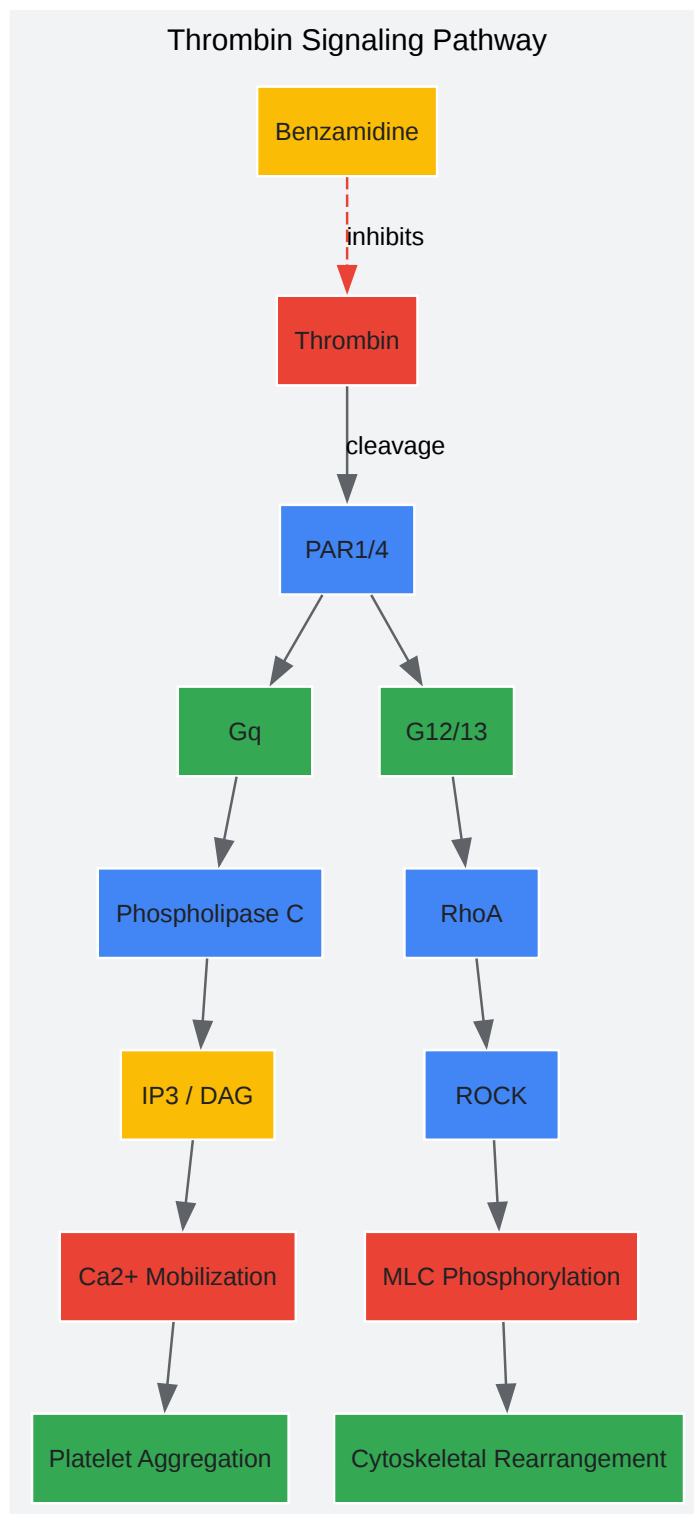 Thrombin Signaling Pathway
Benzamidine
inhibits
Thrombin
cleavage
PAR1/4
Gq
G12/13
Phospholipase C
RhoA
IP3 / DAG
ROCK
Ca2+ Mobilization
MLC Phosphorylation
Platelet Aggregation
Cytoskeletal Rearrangement